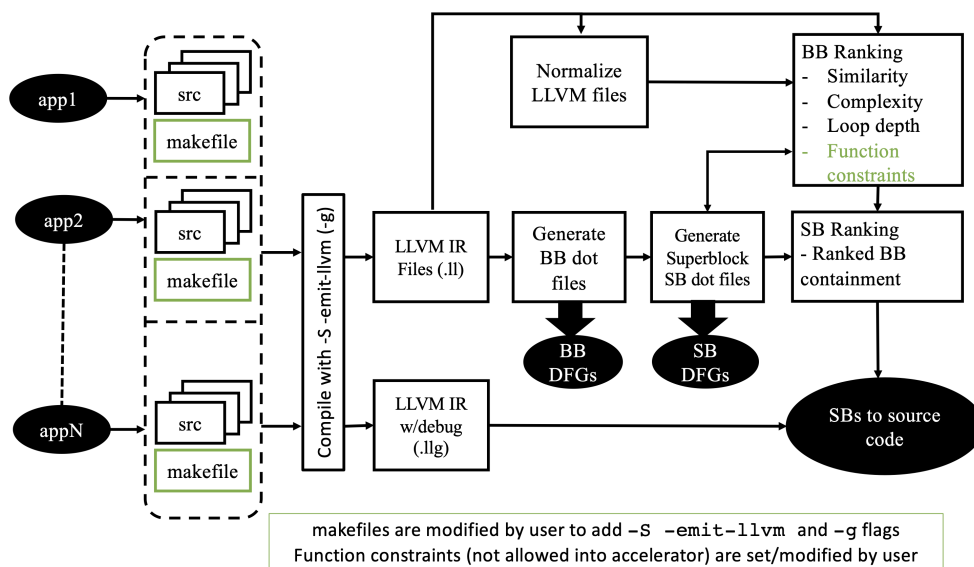 app1
src
makefile
app2
src
makefile
appN
src
makefile
Compile with -S -emit-llvm (-g)
Normalize
LLVM files
BB Ranking
- Similarity
- Complexity
- Loop depth
- Function
constraints
LLVM IR
Files (.ll)
Generate
BB dot
files
Generate
Superblock
SB dot files
SB Ranking
- Ranked BB
containment
BB
DFGs
SB
DFGs
LLVM IR
w/debug
(.llg)
SBs to source
code
makefiles are modified by user to add -S -emit-llvm and -g flags
Function constraints (not allowed into accelerator) are set/modified by user